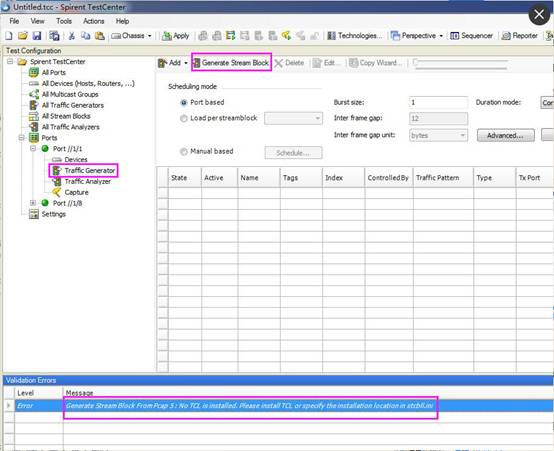 Untitled.tcc - Spirent TestCenter
File View Tools Actions Help
Chassis Apply Technologies... Perspective Sequencer Reporter
Test Configuration
Spirent TestCenter
All Ports
All Devices (Hosts, Routers, ...)
All Multicast Groups
All Traffic Generators
All Stream Blocks
All Traffic Analyzers
Ports
Port //1/1
Devices
Traffic Generator
Traffic Analyzer
Capture
Port //1/8
Settings
Add Generate Stream Block Delete Edit... Copy Wizard...
Scheduling mode
Port based Burst size: 1 Duration mode:
Load per streamblock Inter frame gap: 12
Inter frame gap unit: bytes Advanced...
Manual based Schedule...
State Active Name Tags Index ControlledBy Traffic Pattern Type Tx Port
Validation Errors
Level Message
Error Generate Stream Block From Pcap 5 : No TCL is installed. Please install TCL or specify the installation location in stcbll.ini